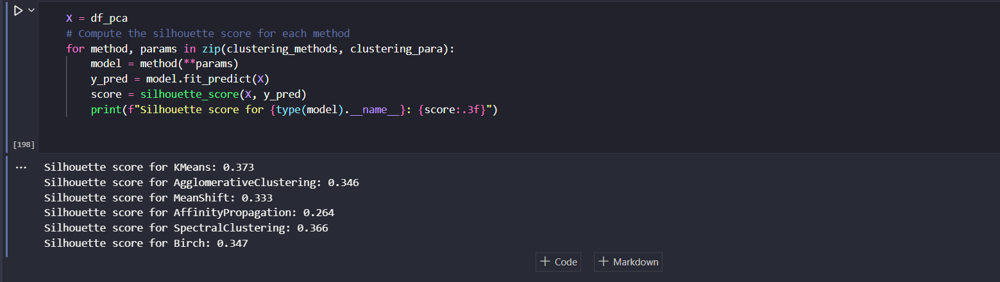 X = df_pca
# Compute the silhouette score for each method
for method, params in zip(clustering_methods, clustering_para):
    model = method(**params)
    y_pred = model.fit_predict(X)
    score = silhouette_score(X, y_pred)
    print(f"Silhouette score for {type(model).__name__}: {score:.3f}")
[198]
... Silhouette score for KMeans: 0.373
Silhouette score for AgglomerativeClustering: 0.346
Silhouette score for MeanShift: 0.333
Silhouette score for AffinityPropagation: 0.264
Silhouette score for SpectralClustering: 0.366
Silhouette score for Birch: 0.347
+ Code + Markdown